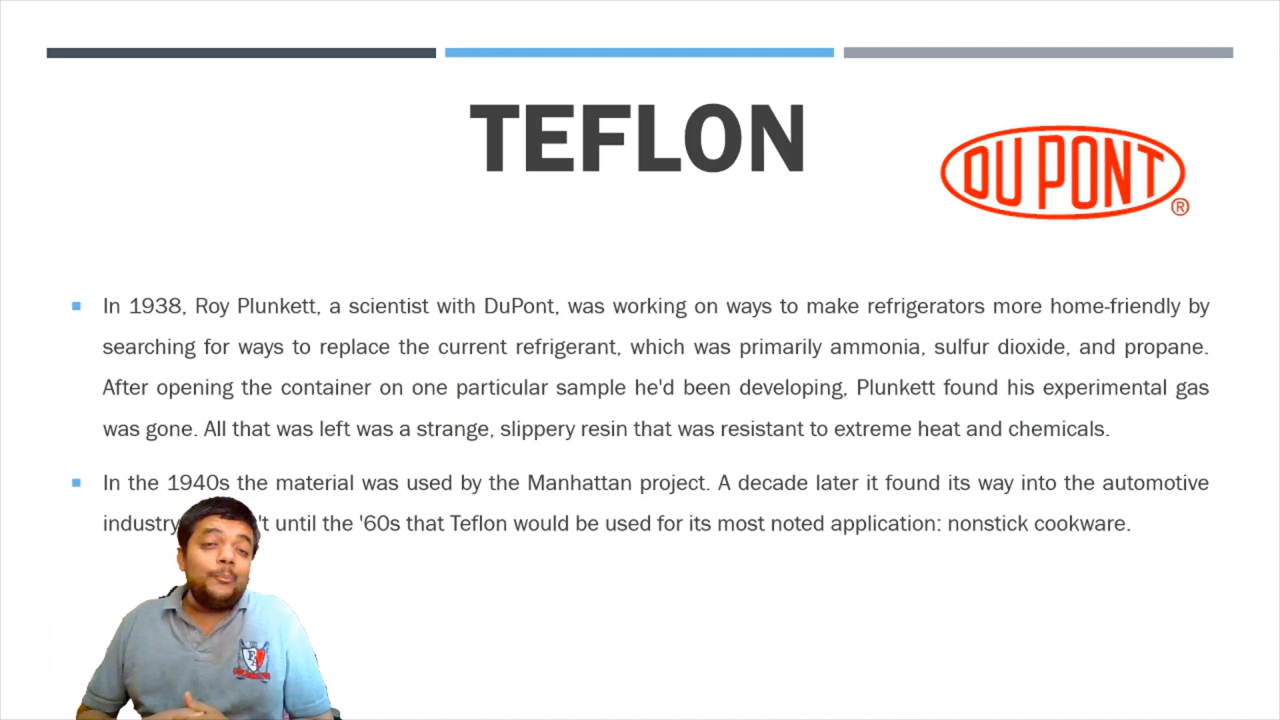 TEFLON
DU PONT
®
In 1938, Roy Plunkett, a scientist with DuPont, was working on ways to make refrigerators more home-friendly by
searching for ways to replace the current refrigerant, which was primarily ammonia, sulfur dioxide, and propane.
After opening the container on one particular sample he'd been developing, Plunkett found his experimental gas
was gone. All that was left was a strange, slippery resin that was resistant to extreme heat and chemicals.
In the 1940s the material was used by the Manhattan project. A decade later it found its way into the automotive
industry until the '60s that Teflon would be used for its most noted application: nonstick cookware.